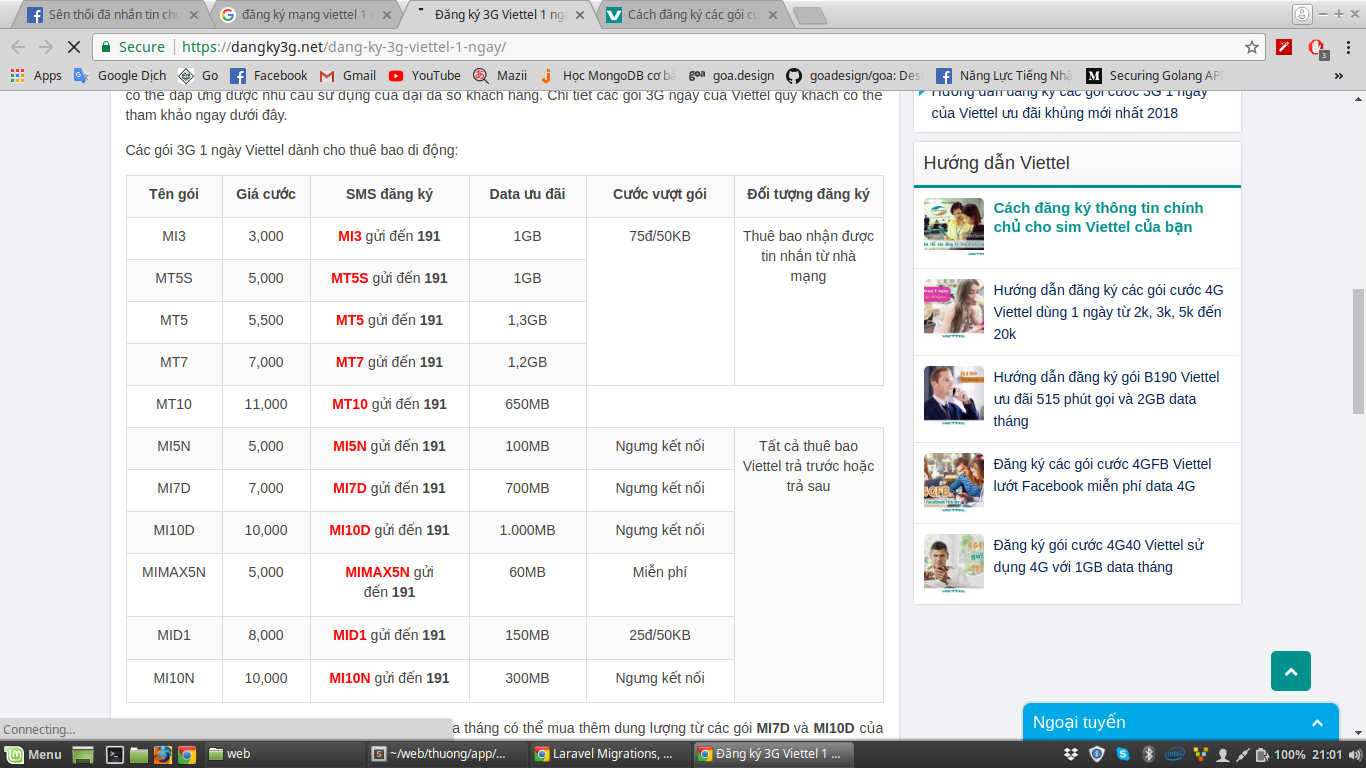 Sên thối đã nhắn tin cho
đăng ký mạng viettel 1
Đăng ký 3G Viettel 1 ngà
Cách đăng ký các gói cư
Secure https://dangky3g.net/dang-ky-3g-viettel-1-ngay/
3
Apps Google Dịch Go Facebook Gmail YouTube Mazii Học MongoDB cơ bả goa goa.design goadesign/goa: Des Năng Lực Tiếng Nhậ M Securing Golang API »
có thể đáp ứng được nhu cầu sử dụng của đại đa số khách hàng. Chi tiết các gói 3G ngày của Viettel quý khách có thể
tham khảo ngay dưới đây.
Các gói 3G 1 ngày Viettel dành cho thuê bao di động:
Tên gói Giá cước SMS đăng ký Data ưu đãi Cước vượt gói Đối tượng đăng ký
MI3 3,000 MI3 gửi đến 191 1GB 75đ/50KB Thuê bao nhận được
tin nhắn từ nhà
mạng
MT5S 5,000 MT5S gửi đến 191 1GB
MT5 5,500 MT5 gửi đến 191 1,3GB
MT7 7,000 MT7 gửi đến 191 1,2GB
MT10 11,000 MT10 gửi đến 191 650MB
MI5N 5,000 MI5N gửi đến 191 100MB Ngưng kết nối Tất cả thuê bao
Viettel trả trước hoặc
trả sau
MI7D 7,000 MI7D gửi đến 191 700MB Ngưng kết nối
MI10D 10,000 MI10D gửi đến 191 1.000MB Ngưng kết nối
MIMAX5N 5,000 MIMAX5N gửi
đến 191 60MB Miễn phí
MID1 8,000 MID1 gửi đến 191 150MB 25đ/50KB
MI10N 10,000 MI10N gửi đến 191 300MB Ngưng kết nối
a tháng có thể mua thêm dung lượng từ các gói MI7D và MI10D của
Hướng dẫn đăng ký các gói cước 3G 1 ngày
của Viettel ưu đãi khủng mới nhất 2018
Hướng dẫn Viettel
Cách đăng ký thông tin chính
chủ cho sim Viettel của bạn
Hướng dẫn đăng ký các gói cước 4G
Viettel dùng 1 ngày từ 2k, 3k, 5k đến
20k
Hướng dẫn đăng ký gói B190 Viettel
ưu đãi 515 phút gọi và 2GB data
tháng
Đăng ký các gói cước 4GFB Viettel
lướt Facebook miễn phí data 4G
Đăng ký gói cước 4G40 Viettel sử
dụng 4G với 1GB data tháng
Ngoại tuyến
Connecting...
Menu web ~/web/thuong/app/... Laravel Migrations, ... Đăng ký 3G Viettel 1 ... 100% 21:01